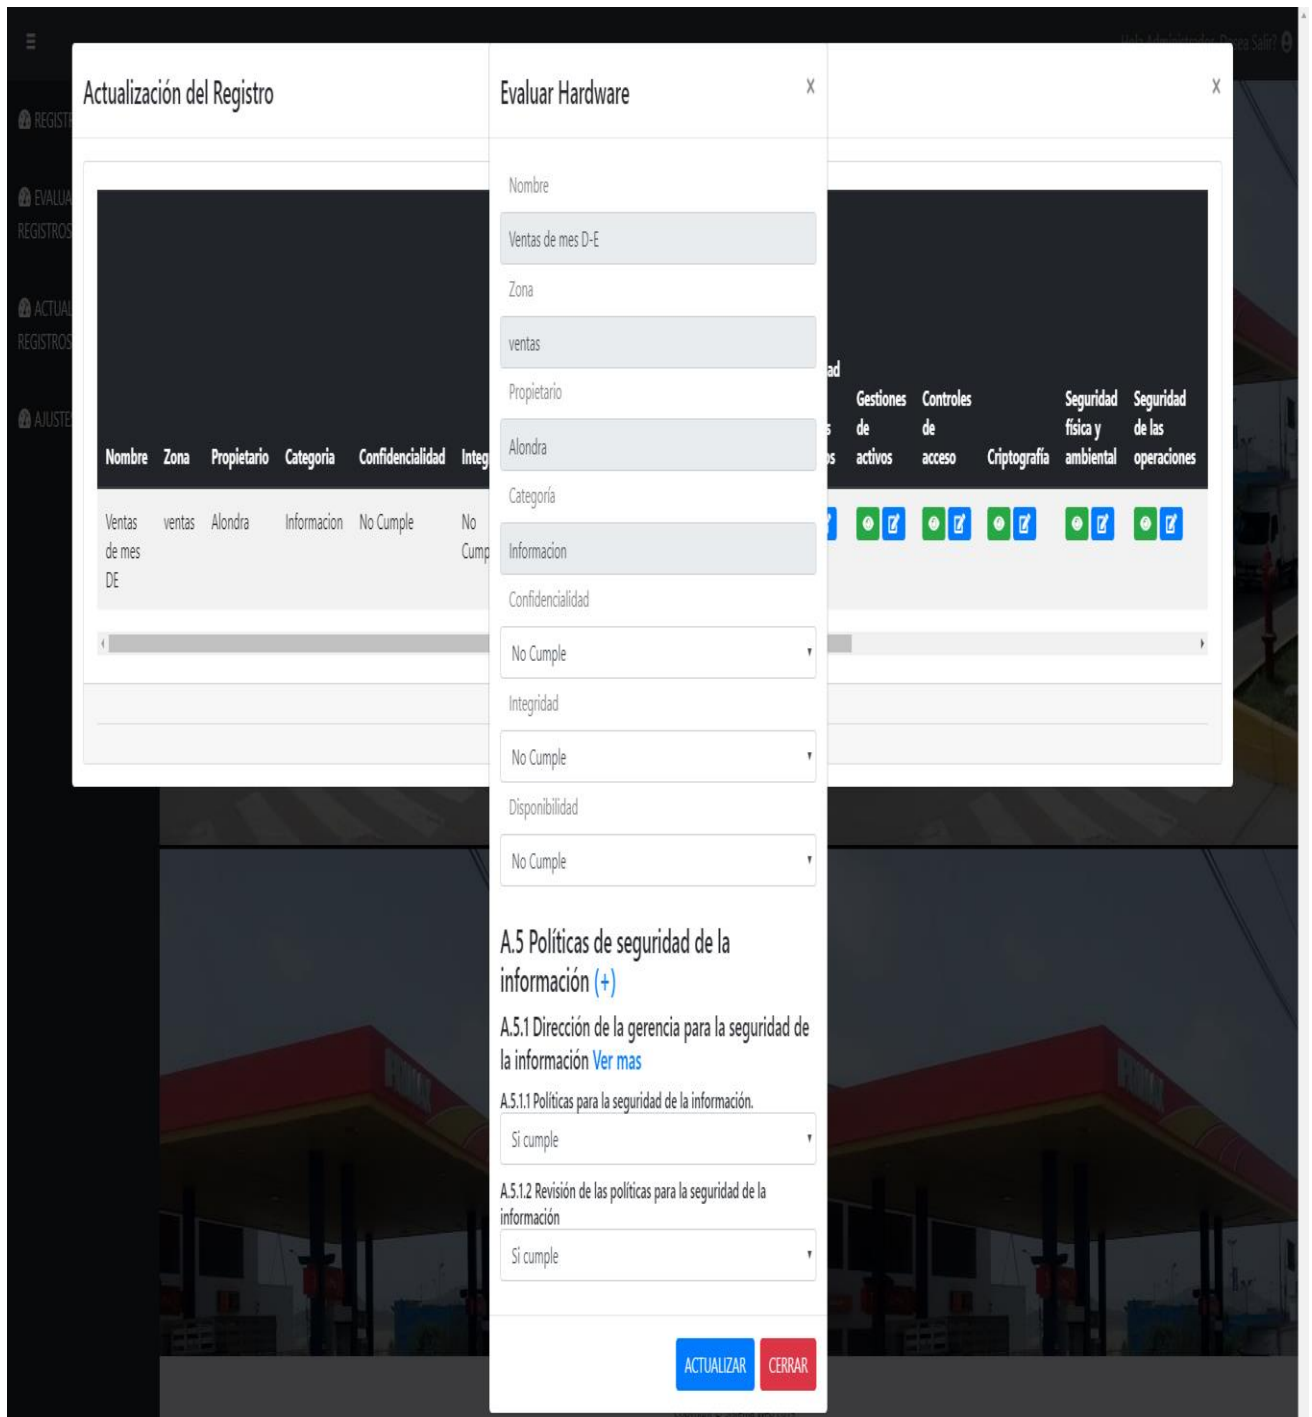 Salir?
Actualización del Registro
X
Evaluar Hardware
X
EVALUA
REGISTROS
ACTUAL
REGISTROS
Nombre
Ventas de mes D-E
Zona
ventas
Propietario
Alondra
Categoría
Informacion
Confidencialidad
No Cumple
Integridad
No Cumple
Disponibilidad
No Cumple
A.5 Políticas de seguridad de la
información (+)
A.5.1 Dirección de la gerencia para la seguridad de
la información Ver mas
A.5.1.1 Políticas para la seguridad de la información.
Si cumple
A.5.1.2 Revisión de las políticas para la seguridad de la
información
Si cumple
ACTUALIZAR CERRAR
Nombre Zona Propietario Categoria Confidencialidad Integ
Gestiones de activos
Controles de acceso
Criptografía
Seguridad física y ambiental
Seguridad de las operaciones
Ventas ventas Alondra Informacion No Cumple No
de mes Cump
DE